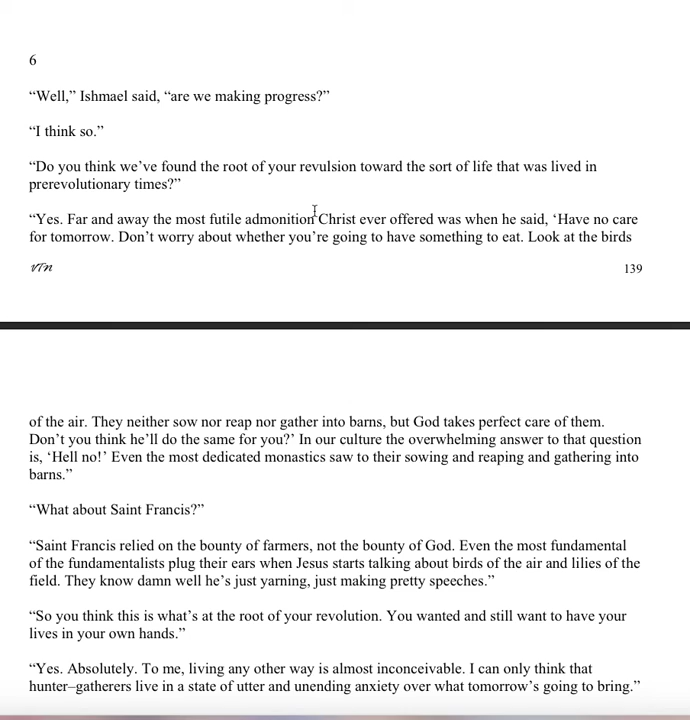 6
“Well,” Ishmael said, “are we making progress?”
“I think so.”
“Do you think we’ve found the root of your revulsion toward the sort of life that was lived in
prerevolutionary times?”
“Yes. Far and away the most futile admonition Christ ever offered was when he said, ‘Have no care
for tomorrow. Don’t worry about whether you’re going to have something to eat. Look at the birds
VTN
139
of the air. They neither sow nor reap nor gather into barns, but God takes perfect care of them.
Don’t you think he’ll do the same for you?’ In our culture the overwhelming answer to that question
is, ‘Hell no!’ Even the most dedicated monastics saw to their sowing and reaping and gathering into
barns.”
“What about Saint Francis?”
“Saint Francis relied on the bounty of farmers, not the bounty of God. Even the most fundamental
of the fundamentalists plug their ears when Jesus starts talking about birds of the air and lilies of the
field. They know damn well he’s just yarning, just making pretty speeches.”
“So you think this is what’s at the root of your revolution. You wanted and still want to have your
lives in your own hands.”
“Yes. Absolutely. To me, living any other way is almost inconceivable. I can only think that
hunter–gatherers live in a state of utter and unending anxiety over what tomorrow’s going to bring.”